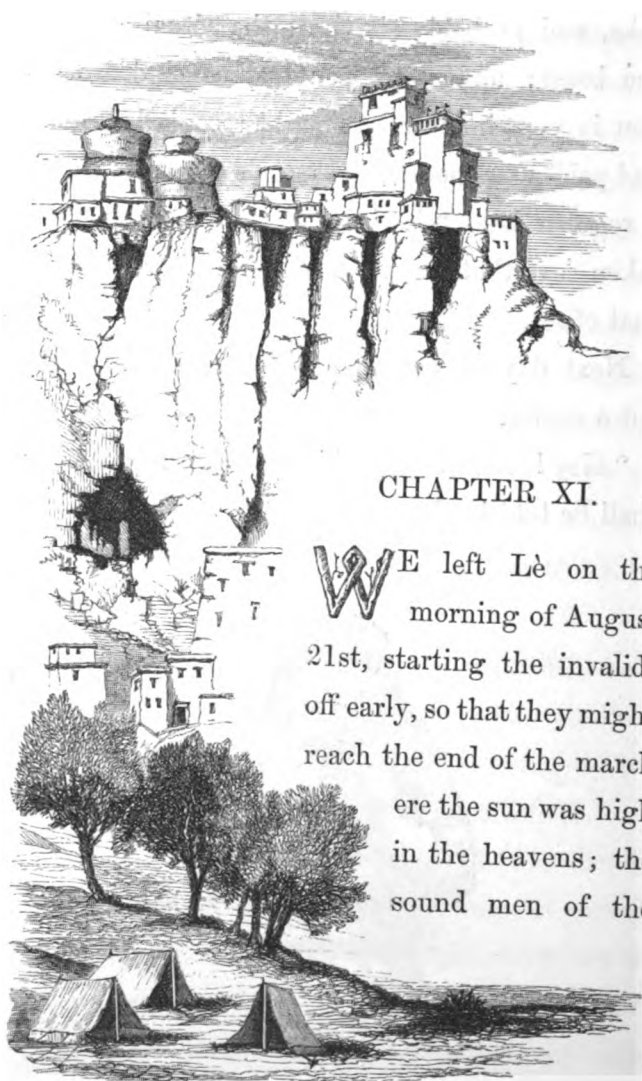 CHAPTER XI.
WE left Lè on th
morning of Augus
21st, starting the invalid
off early, so that they migh
reach the end of the march
ere the sun was high
in the heavens; th
sound men of the